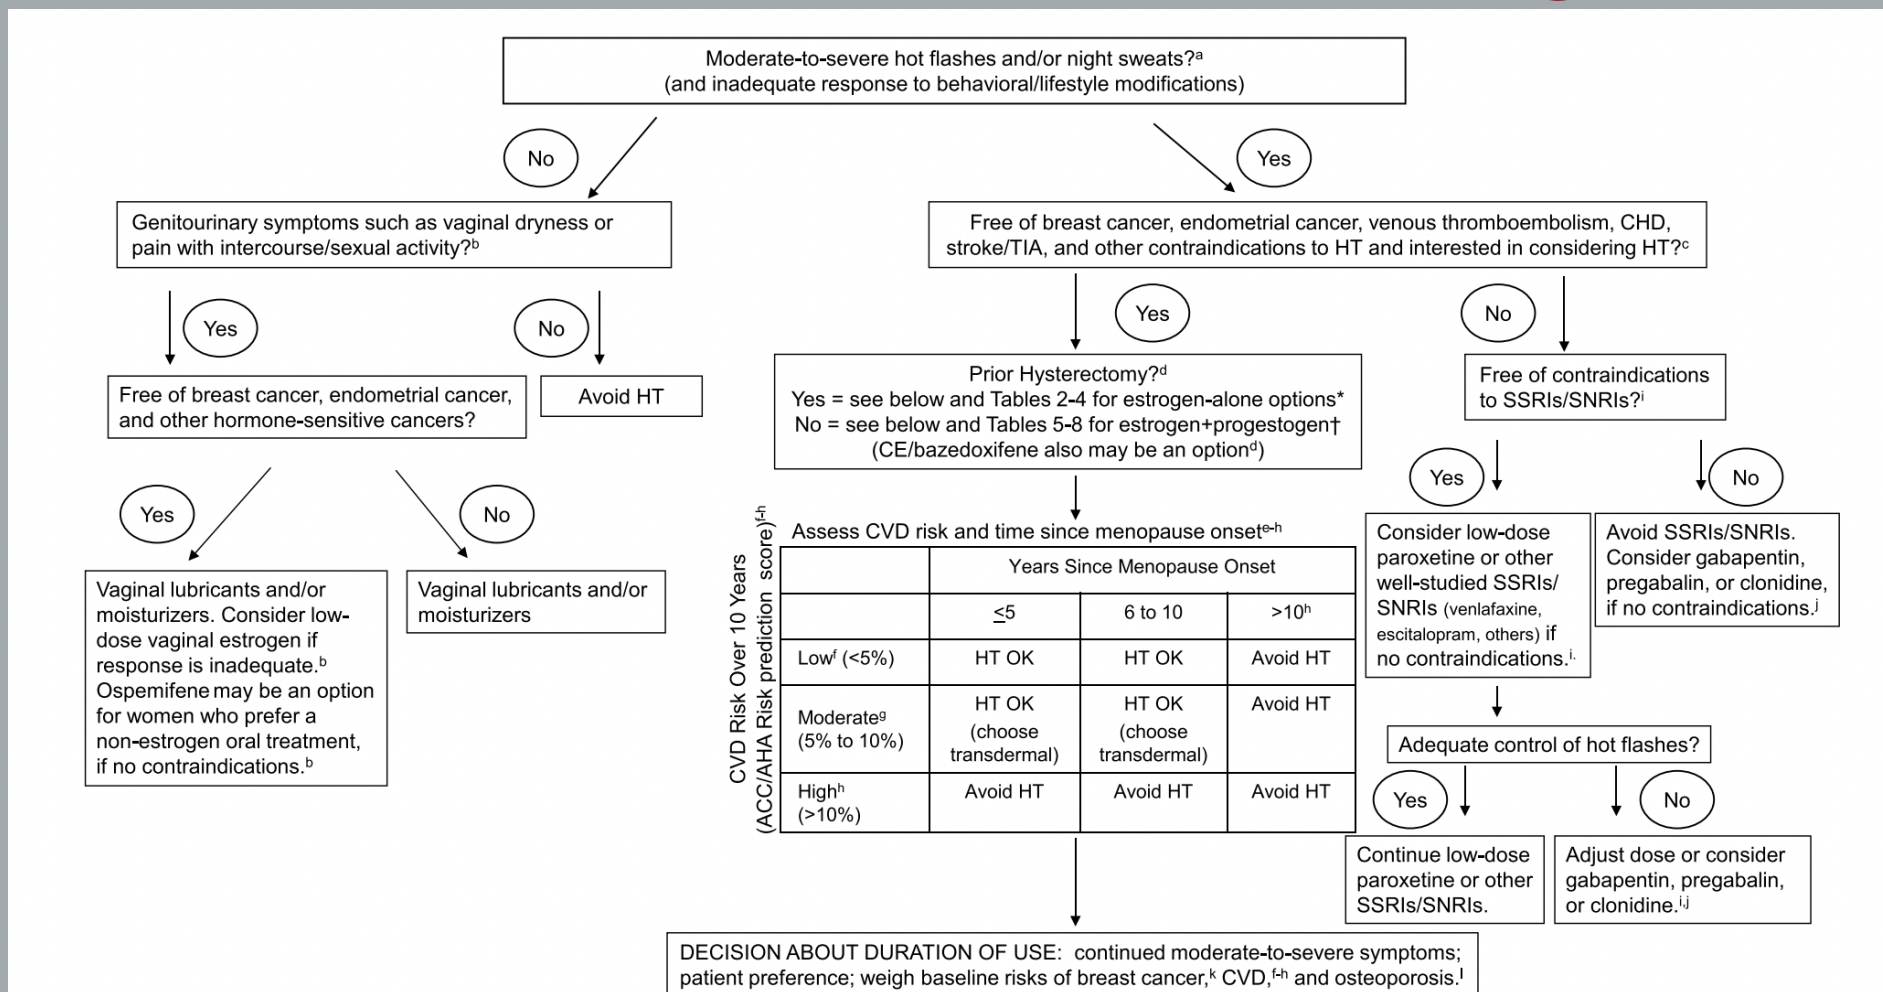 Moderate-to-severe hot flashes and/or night sweats?ᵃ
(and inadequate response to behavioral/lifestyle modifications)
No
Yes
Genitourinary symptoms such as vaginal dryness or
pain with intercourse/sexual activity?ᵇ
Free of breast cancer, endometrial cancer, venous thromboembolism, CHD,
stroke/TIA, and other contraindications to HT and interested in considering HT?ᶜ
Yes
No
Yes
No
Free of breast cancer, endometrial cancer,
and other hormone-sensitive cancers?
Avoid HT
Prior Hysterectomy?ᵈ
Yes = see below and Tables 2-4 for estrogen-alone options*
No = see below and Tables 5-8 for estrogen+progestogen†
(CE/bazedoxifene also may be an optionᵈ)
Free of contraindications
to SSRIs/SNRIs?ⁱ
Yes
No
Yes
No
Vaginal lubricants and/or
moisturizers. Consider low-
dose vaginal estrogen if
response is inadequate.ᵇ
Ospemifene may be an option
for women who prefer a
non-estrogen oral treatment,
if no contraindications.ᵇ
Vaginal lubricants and/or
moisturizers
Assess CVD risk and time since menopause onsetᵉ⁻ʰ
CVD Risk Over 10 Years
(ACC/AHA Risk prediction score)ᶠ⁻ʰ
Years Since Menopause Onset
≤5 6 to 10 >10ʰ
Lowᶠ (<5%) HT OK HT OK Avoid HT
Moderateᵍ
(5% to 10%)
HT OK
(choose
transdermal)
HT OK
(choose
transdermal)
Avoid HT
Highʰ
(>10%)
Avoid HT Avoid HT Avoid HT
Consider low-dose
paroxetine or other
well-studied SSRIs/
SNRIs (venlafaxine,
escitalopram, others) if
no contraindications.ⁱ·
Avoid SSRIs/SNRIs.
Consider gabapentin,
pregabalin, or clonidine,
if no contraindications.ʲ
Adequate control of hot flashes?
Yes
No
Continue low-dose
paroxetine or other
SSRIs/SNRIs.
Adjust dose or consider
gabapentin, pregabalin,
or clonidine.ⁱ,ʲ
DECISION ABOUT DURATION OF USE: continued moderate-to-severe symptoms;
patient preference; weigh baseline risks of breast cancer,ᵏ CVD,ᶠ⁻ʰ and osteoporosis.ˡ